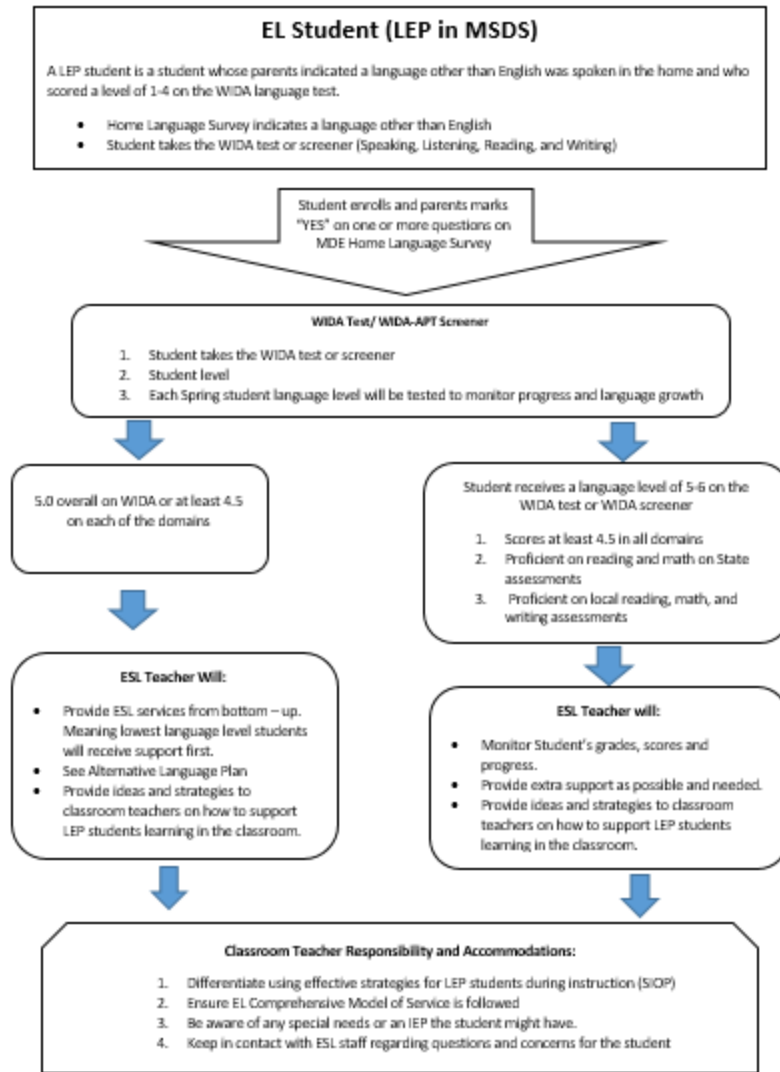 EL Student (LEP in MSDS)
A LEP student is a student whose parents indicated a language other than English was spoken in the home and who
scored a level of 1-4 on the WIDA language test.
• Home Language Survey indicates a language other than English
• Student takes the WIDA test or screener (Speaking, Listening, Reading, and Writing)
Student enrolls and parents marks
"YES" on one or more questions on
MDE Home Language Survey
WIDA Test/ WIDA-APT Screener
1. Student takes the WIDA test or screener
2. Student level
3. Each Spring student language level will be tested to monitor progress and language growth
5.0 overall on WIDA or at least 4.5
on each of the domains
Student receives a language level of 5-6 on the
WIDA test or WIDA screener
1. Scores at least 4.5 in all domains
2. Proficient on reading and math on State
assessments
3. Proficient on local reading, math, and
writing assessments
ESL Teacher Will:
• Provide ESL services from bottom – up.
Meaning lowest language level students
will receive support first.
• See Alternative Language Plan
• Provide ideas and strategies to
classroom teachers on how to support
LEP students learning in the classroom.
ESL Teacher will:
• Monitor Student's grades, scores and
progress.
• Provide extra support as possible and needed.
• Provide ideas and strategies to classroom
teachers on how to support LEP students
learning in the classroom.
Classroom Teacher Responsibility and Accommodations:
1. Differentiate using effective strategies for LEP students during instruction (SIOP)
2. Ensure EL Comprehensive Model of Service is followed
3. Be aware of any special needs or an IEP the student might have.
4. Keep in contact with ESL staff regarding questions and concerns for the student